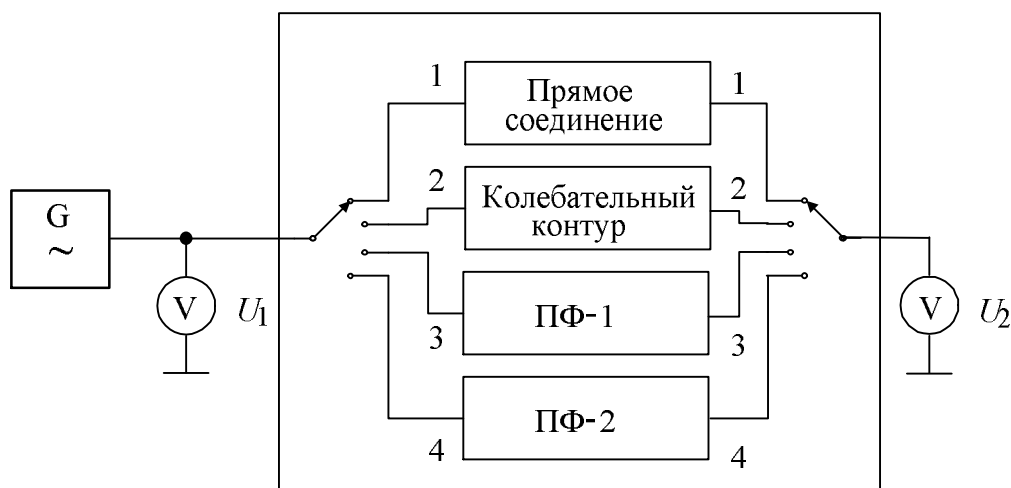 1
Прямое
соединение
1
2
Колебательный
контур
2
G
~
V
U1
3
ПФ-1
3
V
U2
4
ПФ-2
4